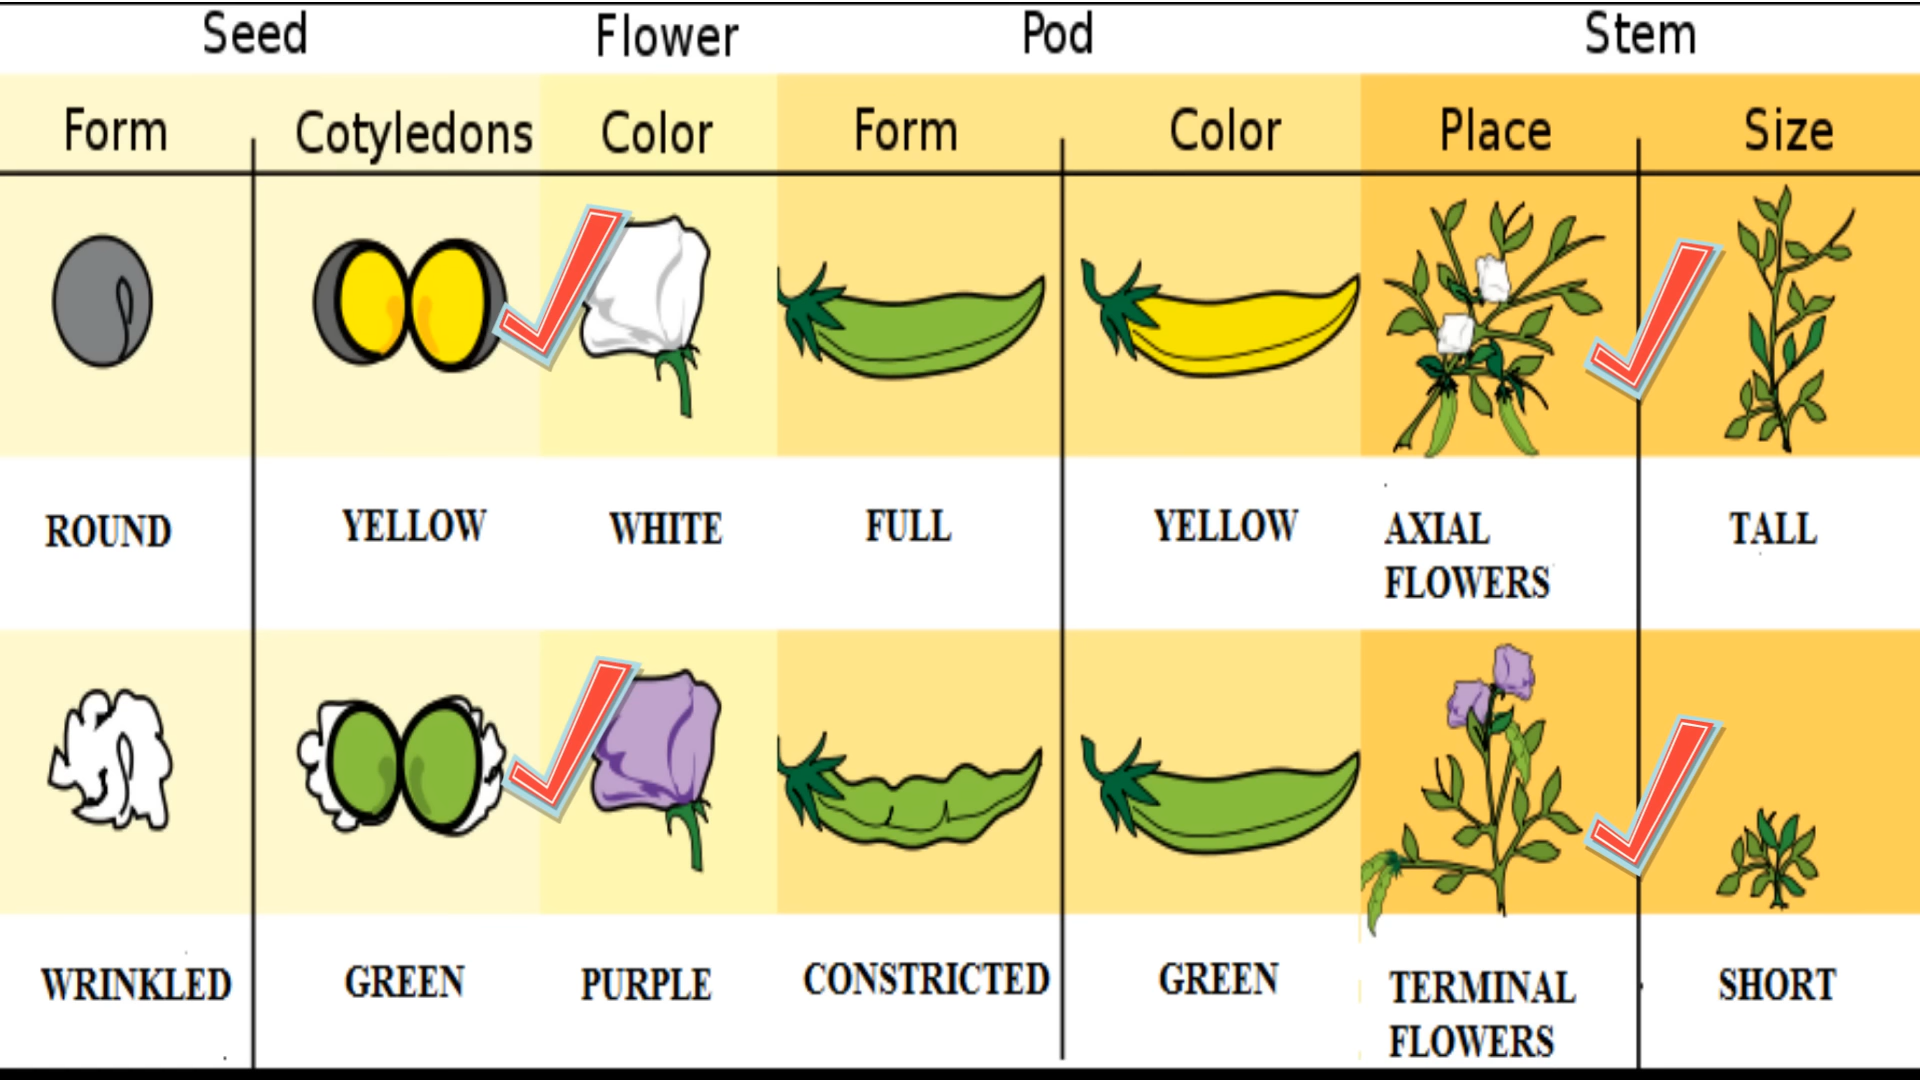 Seed Flower Pod Stem
Form Cotyledons Color Form Color Place Size
ROUND YELLOW WHITE FULL YELLOW AXIAL FLOWERS TALL
WRINKLED GREEN PURPLE CONSTRICTED GREEN TERMINAL FLOWERS SHORT